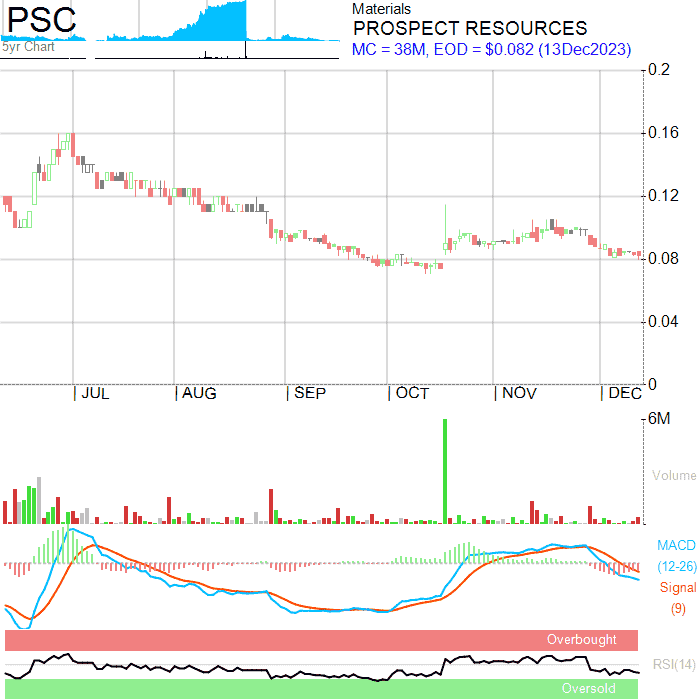 PSC
5yr Chart
Materials
PROSPECT RESOURCES
MC = 38M, EOD = $0.082 (13Dec2023)
0.2
0.16
0.12
0.08
0.04
0
| JUL | AUG | SEP | OCT | NOV | DEC
6M
Volume
MACD
(12-26)
Signal
(9)
Overbought
RSI(14)
Oversold